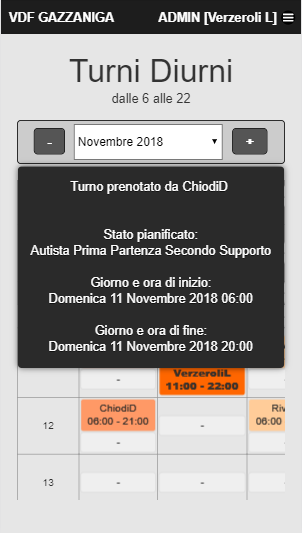 VDF GAZZANIGA ADMIN [Verzeroli L] ≡
Turni Diurni
dalle 6 alle 22
- Novembre 2018 +
Turno prenotato da ChiodiD
Stato pianificato:
Autista Prima Partenza Secondo Supporto
Giorno e ora di inizio:
Domenica 11 Novembre 2018 06:00
Giorno e ora di fine:
Domenica 11 Novembre 2018 20:00
VerzeroliL
- 11:00 - 22:00
ChiodiD Riv
12 06:00 - 21:00 - 06:00
- -
13 - -